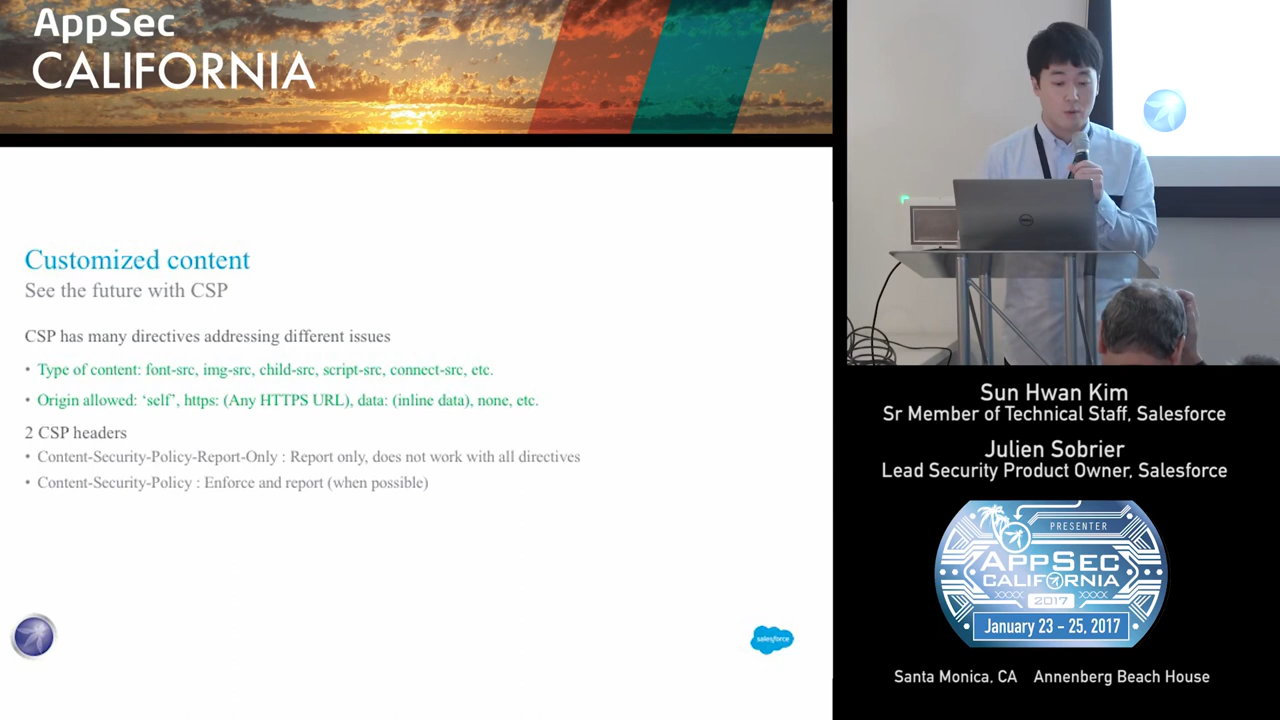 AppSec
CALIFORNIA
Customized content
See the future with CSP
CSP has many directives addressing different issues
• Type of content: font-src, img-src, child-src, script-src, connect-src, etc.
• Origin allowed: ‘self’, https: (Any HTTPS URL), data: (inline data), none, etc.
2 CSP headers
• Content-Security-Policy-Report-Only : Report only, does not work with all directives
• Content-Security-Policy : Enforce and report (when possible)
salesforce
DELL
Sun Hwan Kim
Sr Member of Technical Staff, Salesforce
Julien Sobrier
Lead Security Product Owner, Salesforce
PRESENTER
APPSEC
CALIFORNIA
2017
January 23 - 25, 2017
Santa Monica, CA Annenberg Beach House